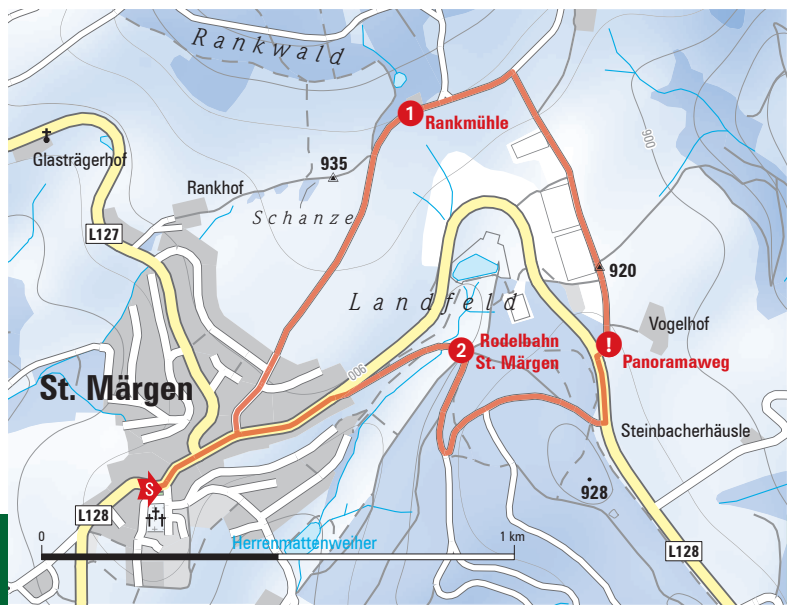 Rankwald
1
Rankmühle
Glasträgerhof
935
900
Rankhof
Schanze
L127
920
Landfeld
Vogelhof
!
Rodelbahn
St. Märgen
2
Panoramaweg
900
St. Märgen
Steinbacherhäusle
S
928
L128
0
1 km
Herrenmattenweiher
L128